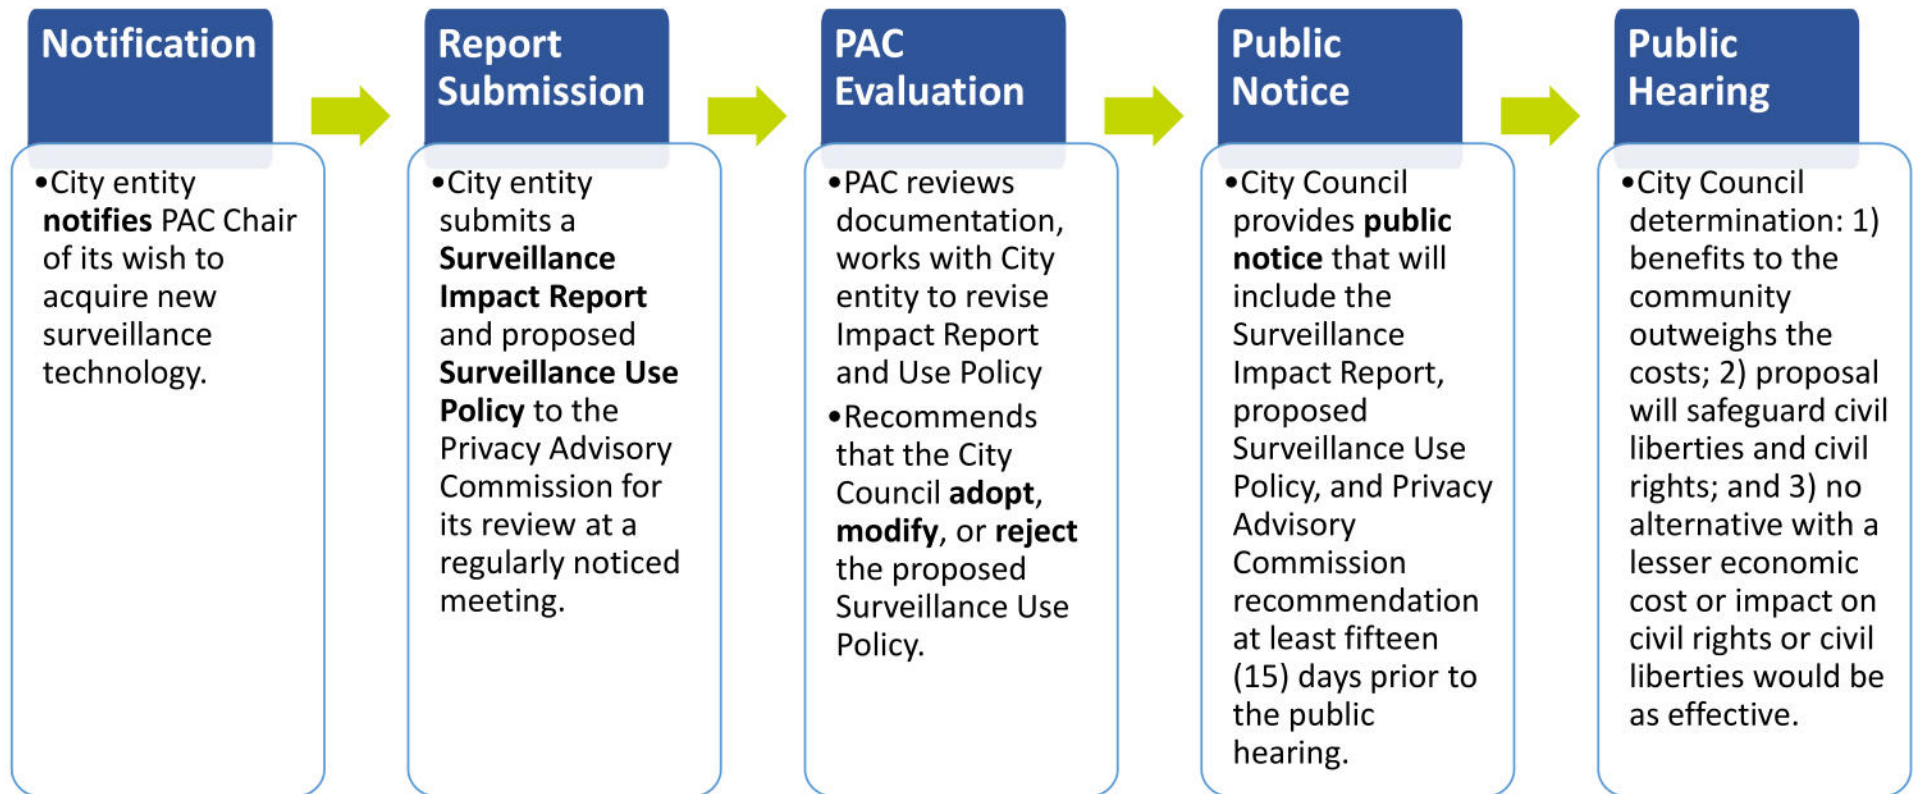 Notification
•City entity
notifies PAC Chair
of its wish to
acquire new
surveillance
technology.
Report
Submission
•City entity
submits a
Surveillance
Impact Report
and proposed
Surveillance Use
Policy to the
Privacy Advisory
Commission for
its review at a
regularly noticed
meeting.
PAC
Evaluation
•PAC reviews
documentation,
works with City
entity to revise
Impact Report
and Use Policy
•Recommends
that the City
Council adopt,
modify, or reject
the proposed
Surveillance Use
Policy.
Public
Notice
•City Council
provides public
notice that will
include the
Surveillance
Impact Report,
proposed
Surveillance Use
Policy, and Privacy
Advisory
Commission
recommendation
at least fifteen
(15) days prior to
the public
hearing.
Public
Hearing
•City Council
determination: 1)
benefits to the
community
outweighs the
costs; 2) proposal
will safeguard civil
liberties and civil
rights; and 3) no
alternative with a
lesser economic
cost or impact on
civil rights or civil
liberties would be
as effective.